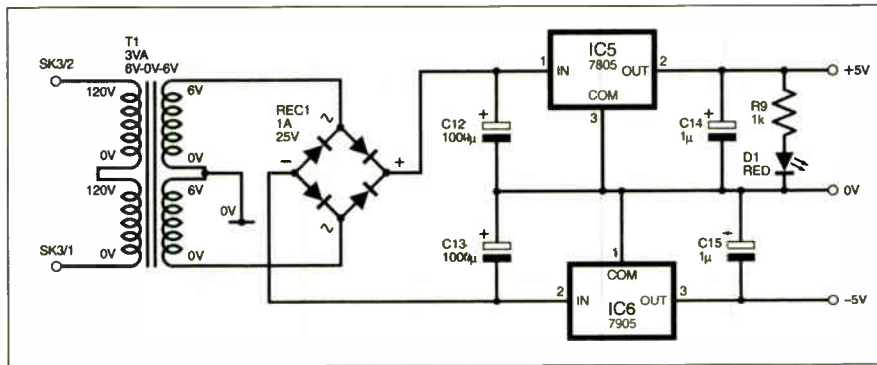 T1
3VA
6V-0V-6V
SK3/2
120V
6V
0V
0V
120V
6V
0V
0V
SK3/1
0V
REC1
1A
25V
~
~
−
+
C12
+
C13
+
1
IN
IC5
7805
OUT
2
COM
3
1
COM
2
IN
OUT
3
IC6
7905
C14
1µ
+
C15
1µ
+
R9
1k
D1
RED
+5V
0V
−5V